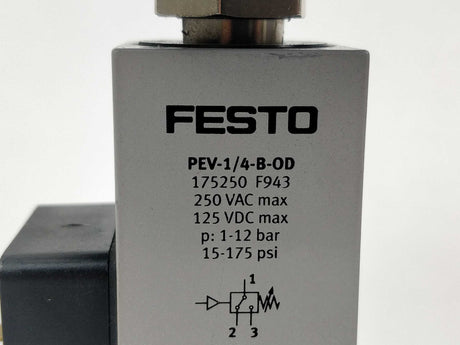 FESTO
PEV-1/4-B-OD
175250 F943
250 VAC max
125 VDC max
p: 1-12 bar
15-175 psi
1
2 3